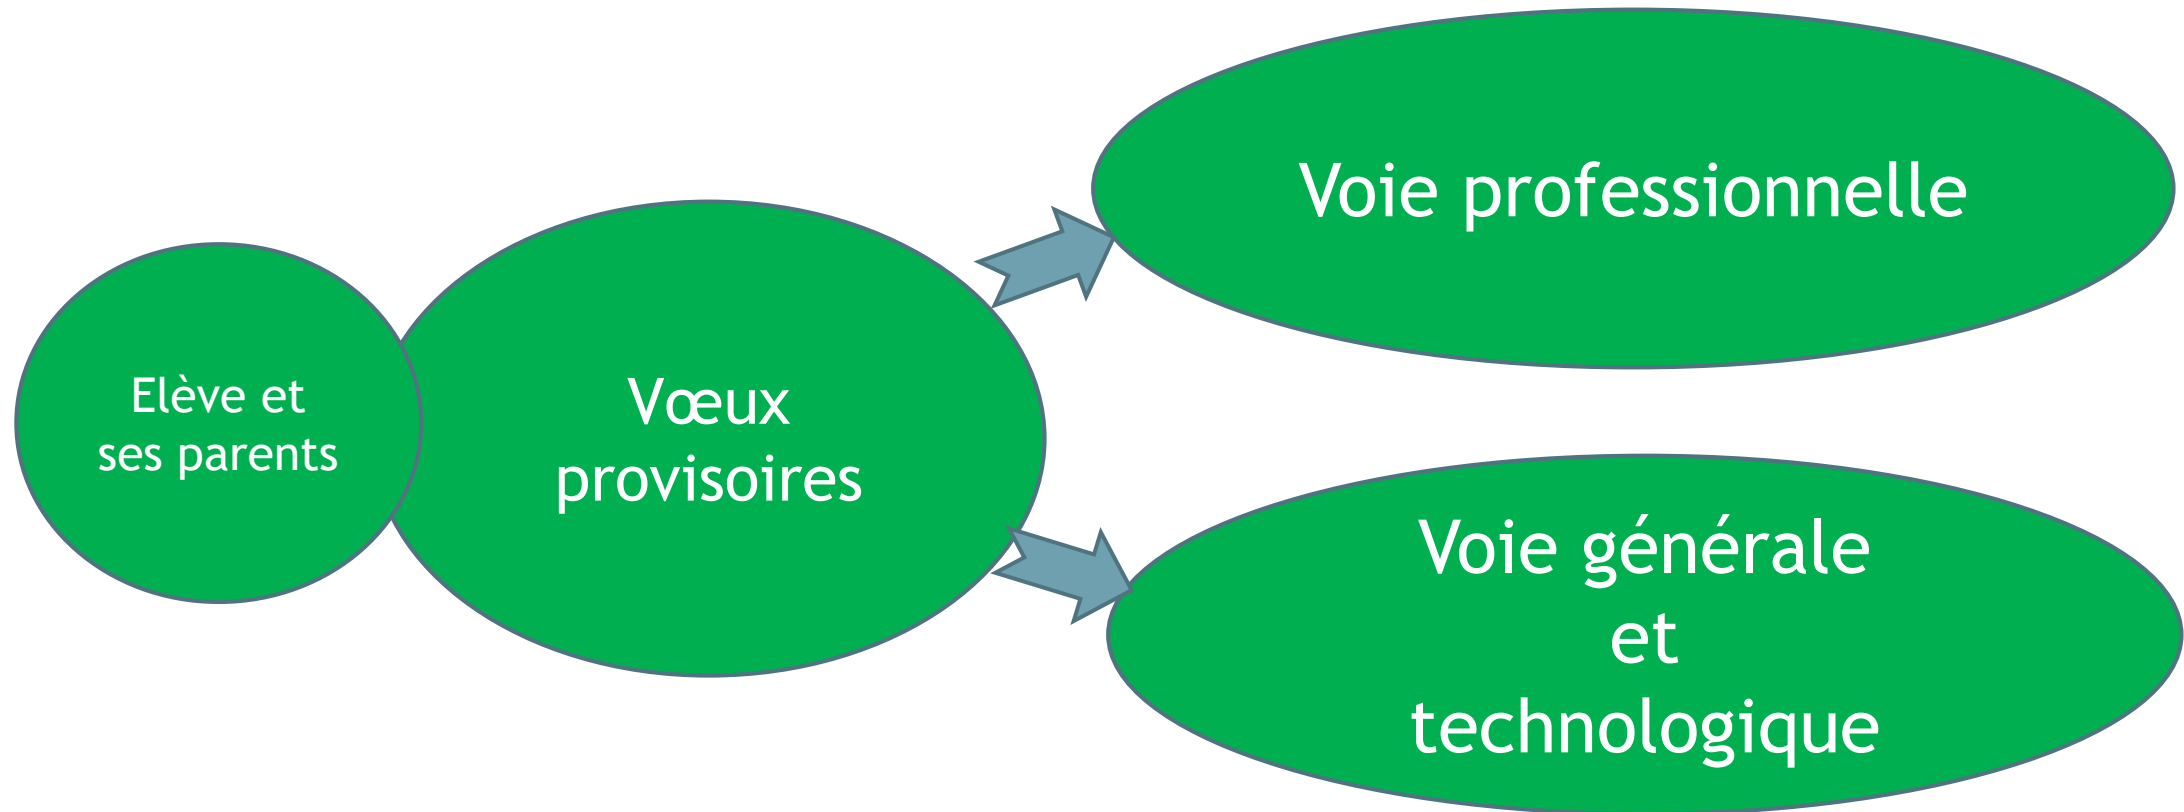 Elève et
ses parents
Vœux
provisoires
Voie professionnelle
Voie générale
et
technologique